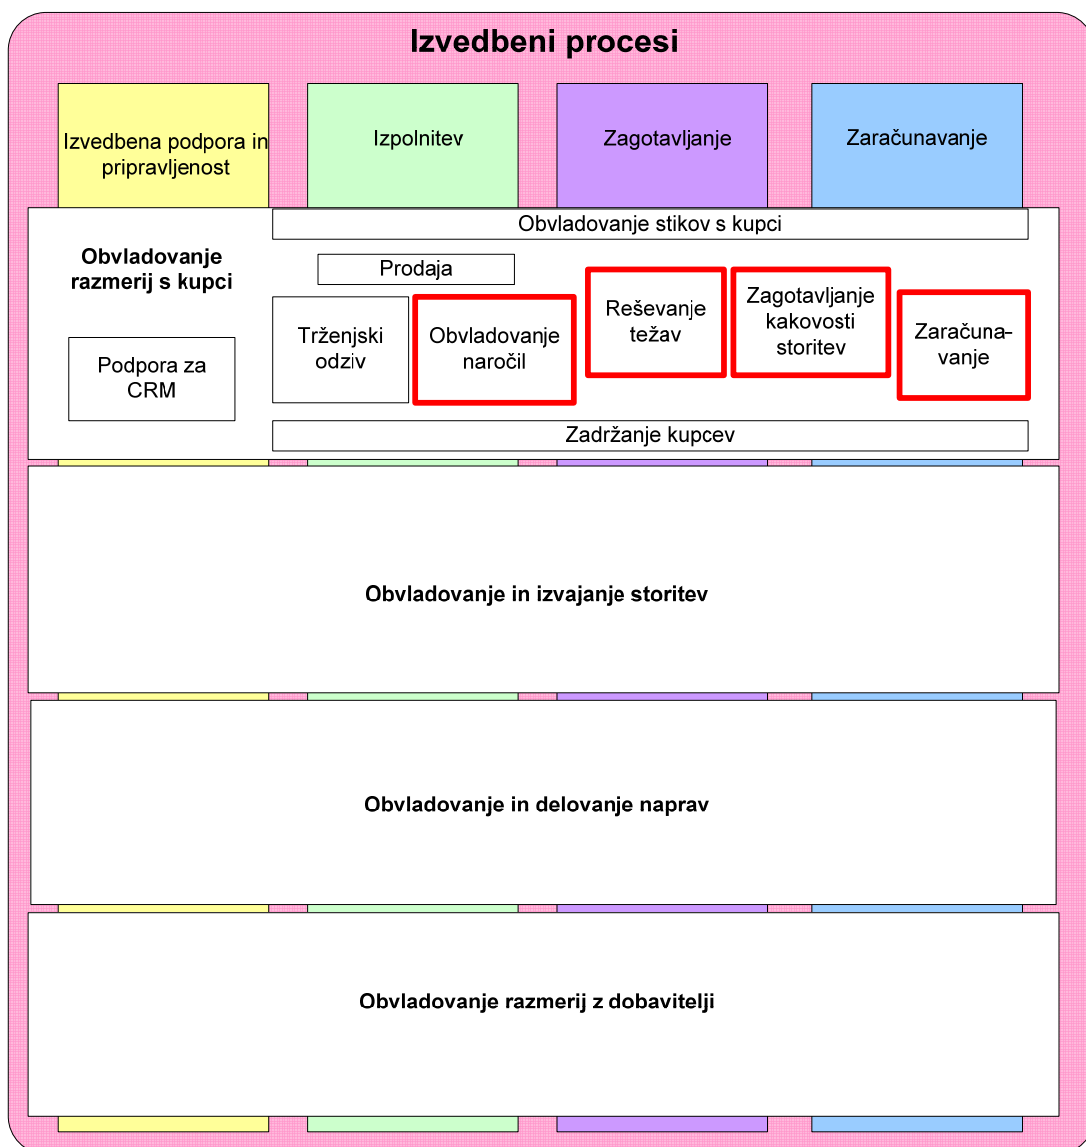 Izvedbeni procesi
Izvedbena podpora in
pripravljenost
Izpolnitev
Zagotavljanje
Zaračunavanje
Obvladovanje stikov s kupci
Obvladovanje
razmerij s kupci
Prodaja
Podpora za
CRM
Trženjski
odziv
Obvladovanje
naročil
Reševanje
težav
Zagotavljanje
kakovosti
storitev
Zaračuna-
vanje
Zadržanje kupcev
Obvladovanje in izvajanje storitev
Obvladovanje in delovanje naprav
Obvladovanje razmerij z dobavitelji